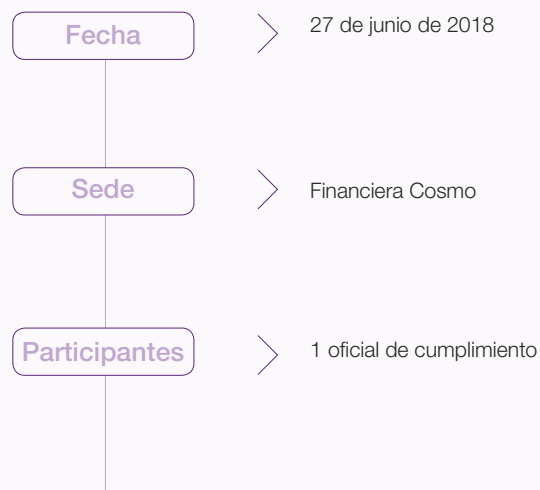 Fecha
27 de junio de 2018
Sede
Financiera Cosmo
Participantes
1 oficial de cumplimiento